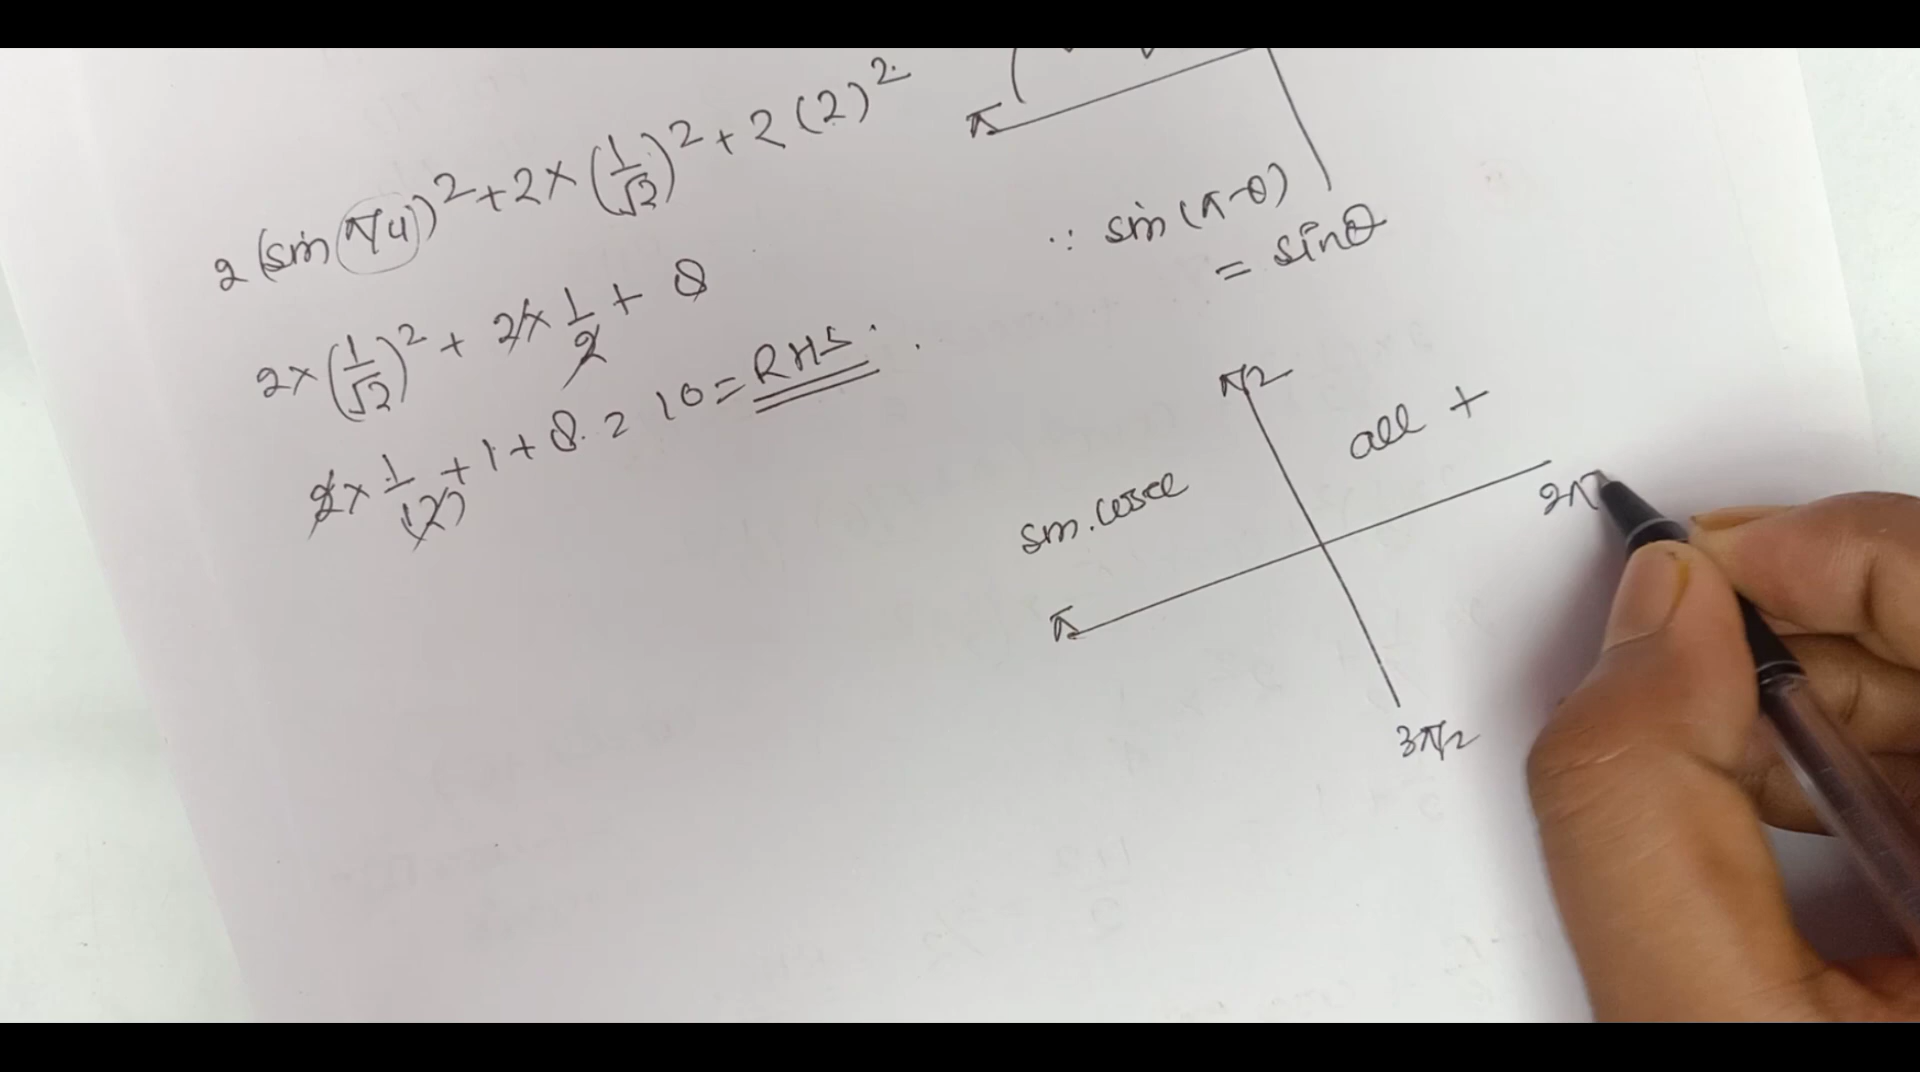 2 (sin π/4)² + 2 × (1/√2)² + 2 (2)²
2 × (1/√2)² + 2 × 1/2 + 8
2 × 1/(2) + 1 + 8 = 10 = RHS.
π
∵ sin (π-θ)
= sinθ
π/2
all +
sin. cosec
2π
π
3π/2